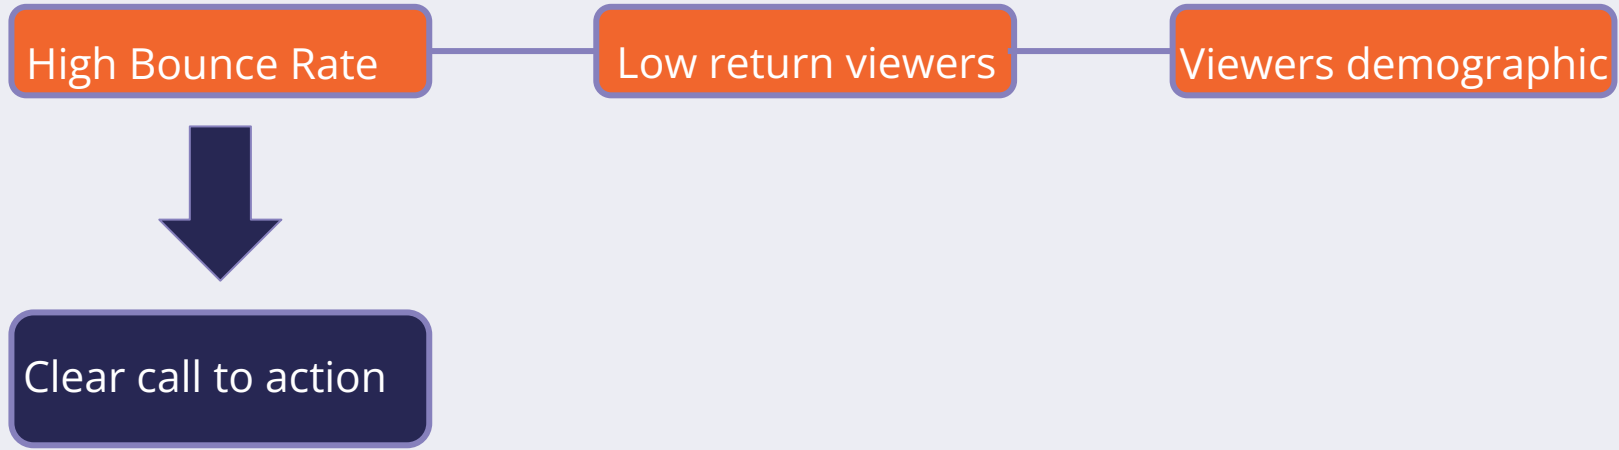 High Bounce Rate
Low return viewers
Viewers demographic
Clear call to action